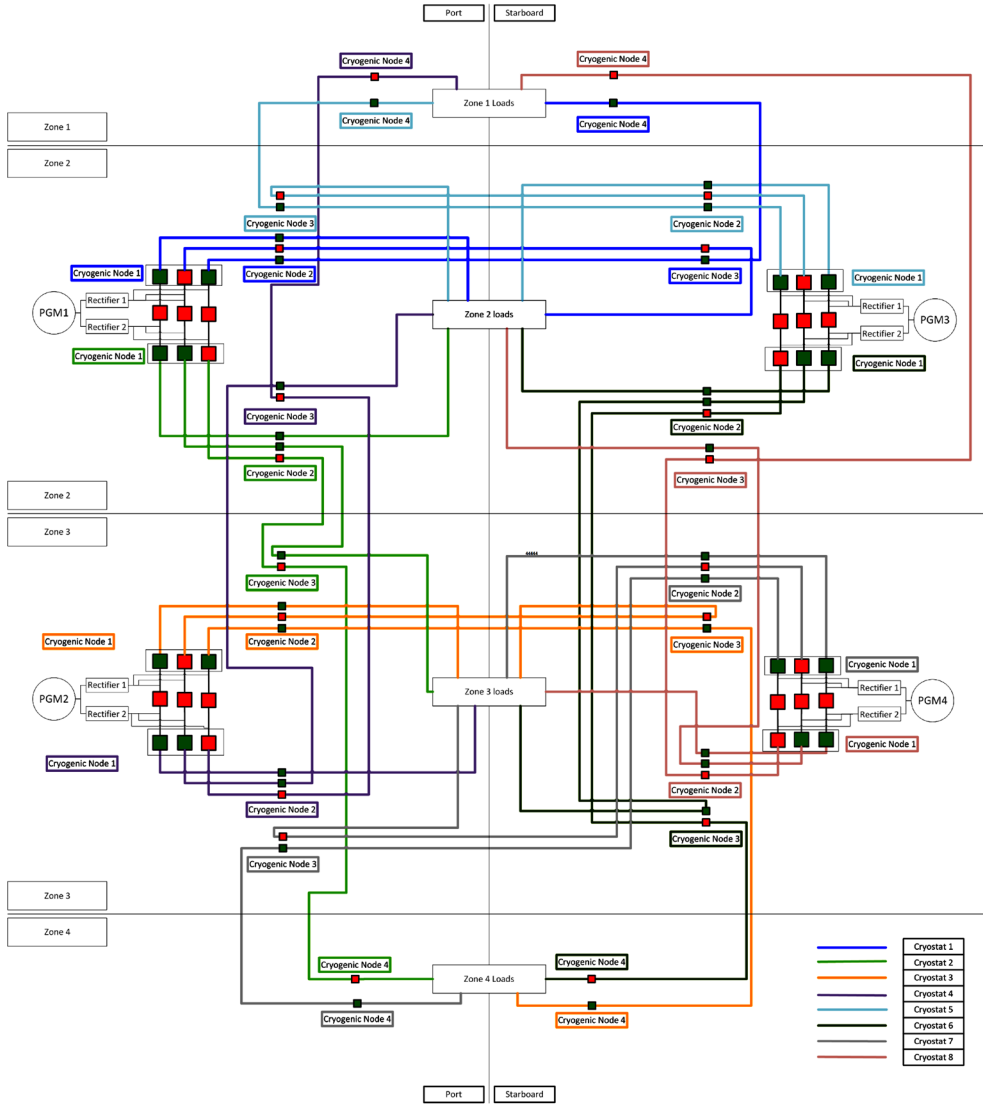 Port
Starboard
Cryogenic Node 4
Cryogenic Node 4
Zone 1 Loads
Cryogenic Node 4
Cryogenic Node 4
Zone 1
Zone 2
Cryogenic Node 3
Cryogenic Node 2
Cryogenic Node 1
Cryogenic Node 2
Cryogenic Node 3
Cryogenic Node 1
PGM1
Rectifier 1
Rectifier 2
Zone 2 loads
Rectifier 1
Rectifier 2
PGM3
Cryogenic Node 1
Cryogenic Node 1
Cryogenic Node 3
Cryogenic Node 2
Cryogenic Node 2
Cryogenic Node 3
Zone 2
Zone 3
Cryogenic Node 3
Cryogenic Node 2
Cryogenic Node 1
Cryogenic Node 2
Cryogenic Node 3
Cryogenic Node 1
PGM2
Rectifier 1
Rectifier 2
Zone 3 loads
Rectifier 1
Rectifier 2
PGM4
Cryogenic Node 1
Cryogenic Node 1
Cryogenic Node 2
Cryogenic Node 2
Cryogenic Node 3
Cryogenic Node 3
Zone 3
Zone 4
Cryogenic Node 4
Cryogenic Node 4
Zone 4 Loads
Cryogenic Node 4
Cryogenic Node 4
Cryostat 1
Cryostat 2
Cryostat 3
Cryostat 4
Cryostat 5
Cryostat 6
Cryostat 7
Cryostat 8
Port
Starboard